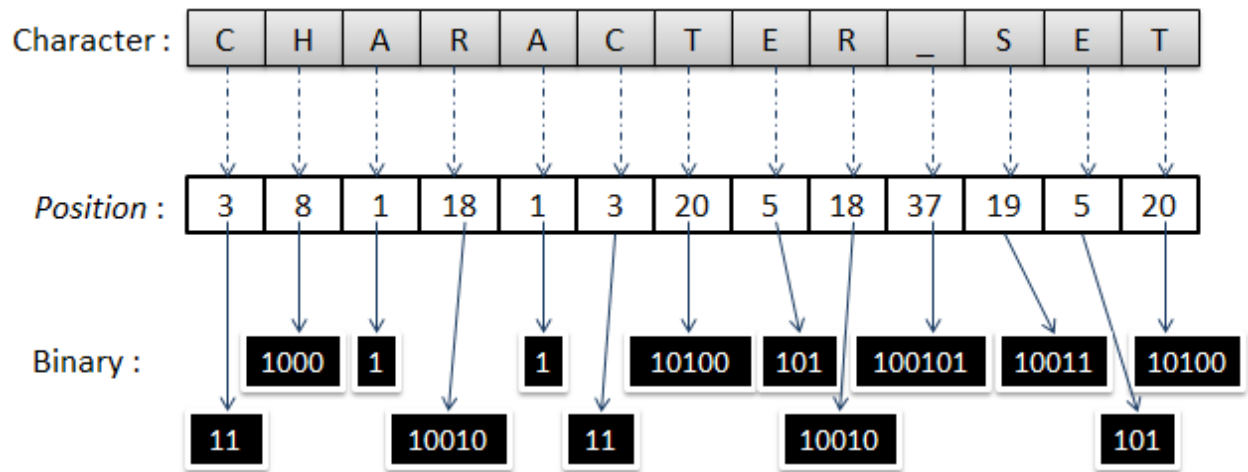 Character : C H A R A C T E R _ S E T
Position : 3 8 1 18 1 3 20 5 18 37 19 5 20
Binary : 1000 1 1 10100 101 100101 10011 10100
11 10010 11 10010 101